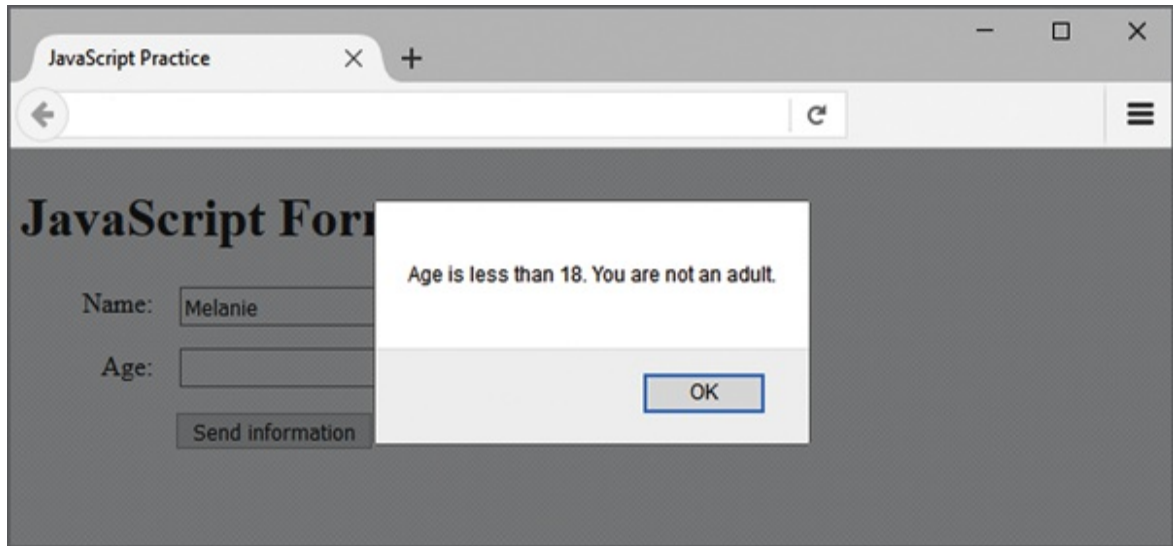 JavaScript Practice
JavaScript For
Age is less than 18. You are not an adult.
Name: Melanie
Age:
OK
Send information